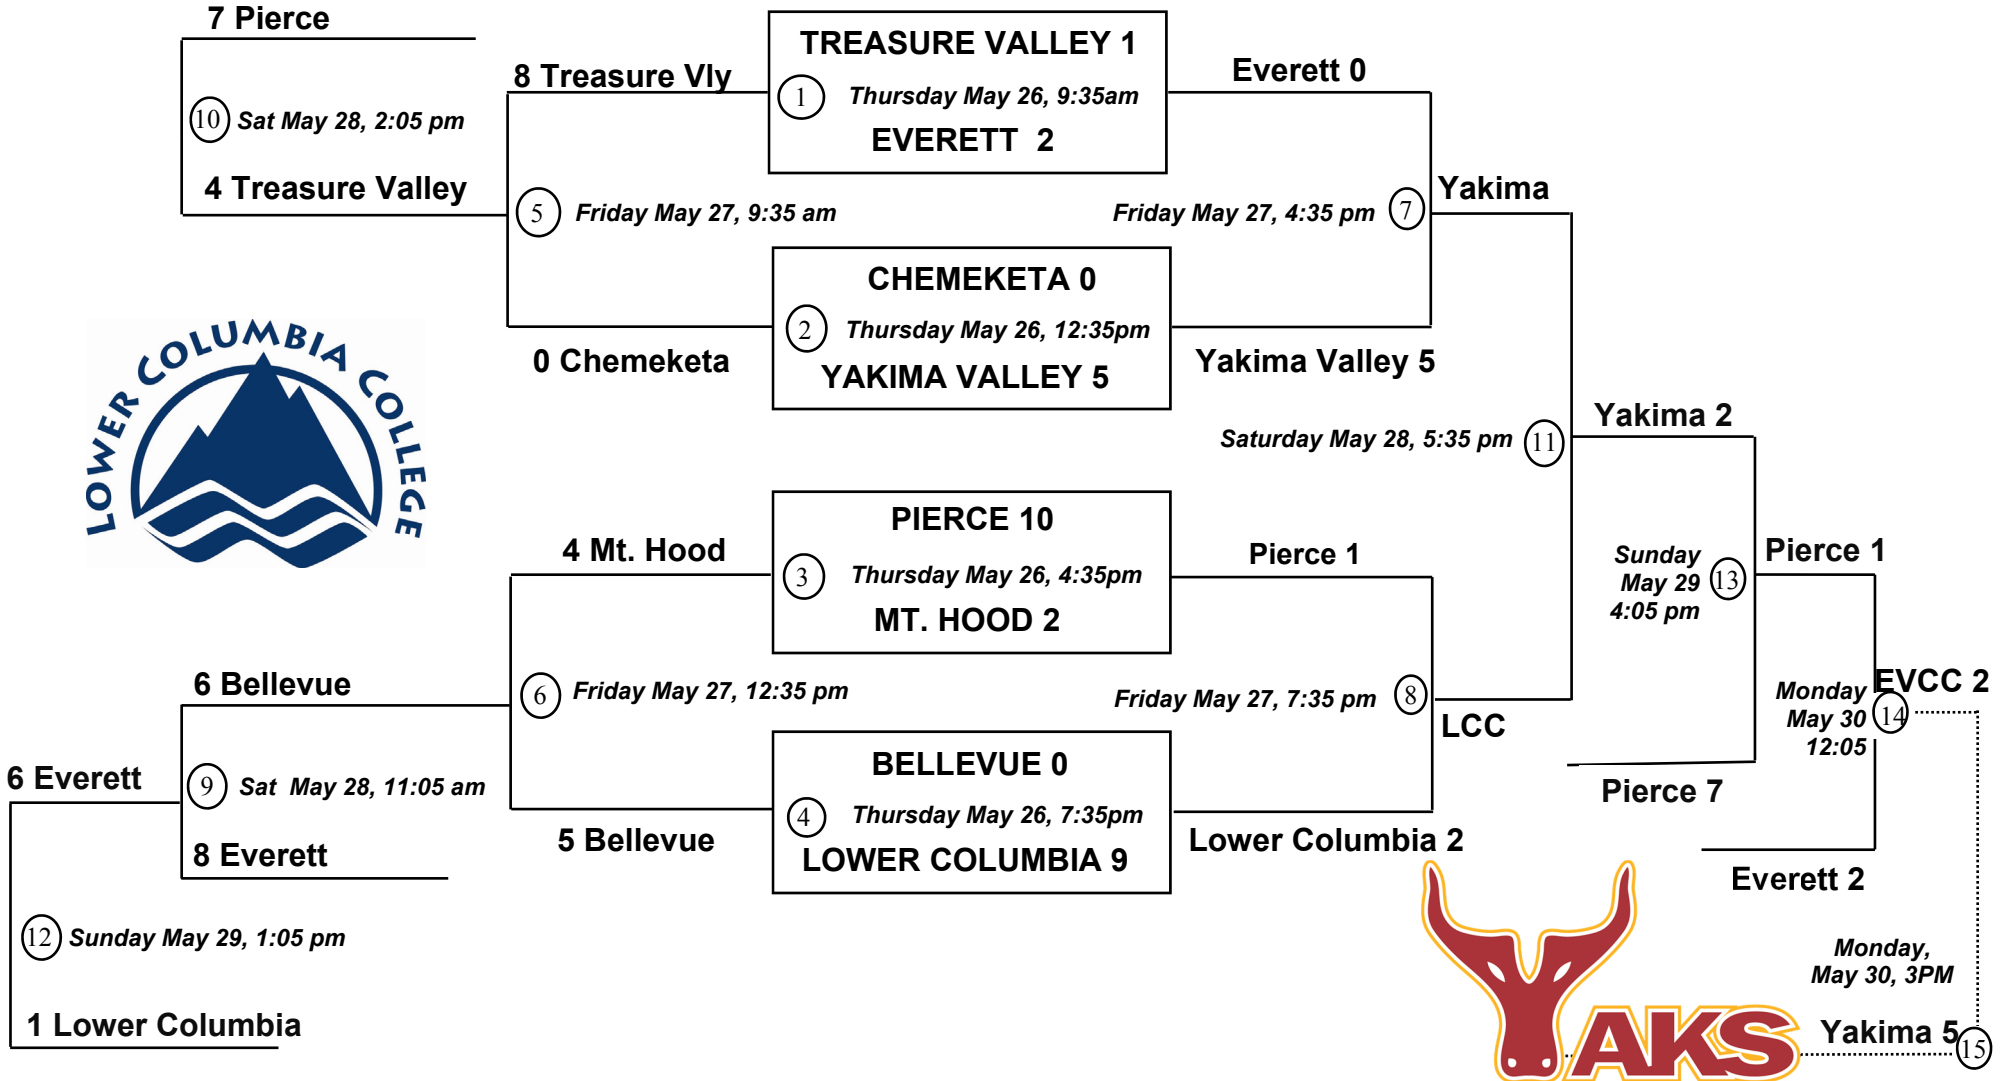 7 Pierce
10 Sat May 28, 2:05 pm
4 Treasure Valley
8 Treasure Vly
5 Friday May 27, 9:35 am
0 Chemeketa
TREASURE VALLEY 1
1 Thursday May 26, 9:35am
EVERETT 2
Everett 0
Friday May 27, 4:35 pm 7
Yakima
CHEMEKETA 0
2 Thursday May 26, 12:35pm
YAKIMA VALLEY 5
Yakima Valley 5
LOWER COLUMBIA COLLEGE
Saturday May 28, 5:35 pm 11
Yakima 2
4 Mt. Hood
PIERCE 10
3 Thursday May 26, 4:35pm
MT. HOOD 2
Pierce 1
Sunday
May 29 13
4:05 pm
Pierce 1
6 Bellevue
6 Friday May 27, 12:35 pm
Friday May 27, 7:35 pm 8
LCC
EVCC 2
Monday
May 30 14
12:05
6 Everett
9 Sat May 28, 11:05 am
8 Everett
5 Bellevue
BELLEVUE 0
4 Thursday May 26, 7:35pm
LOWER COLUMBIA 9
Lower Columbia 2
Pierce 7
Everett 2
12 Sunday May 29, 1:05 pm
1 Lower Columbia
Monday,
May 30, 3PM
Yakima 5
15
YAKS